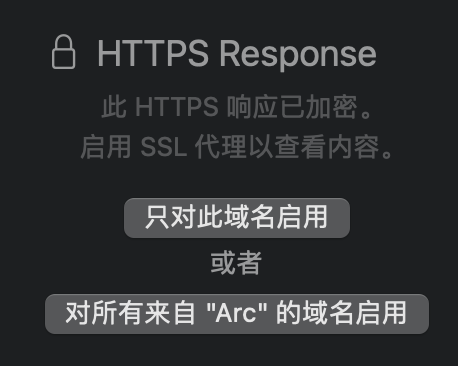 HTTPS Response
此 HTTPS 响应已加密。
启用 SSL 代理以查看内容。
只对此域名启用
或者
对所有来自 "Arc" 的域名启用